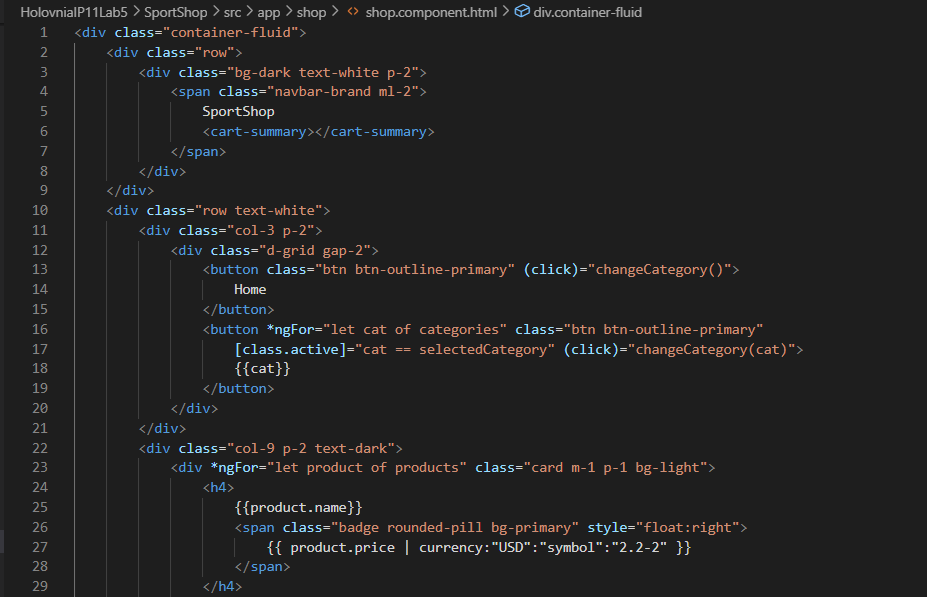 HolovnialP11Lab5 > SportShop > src > app > shop > <> shop.component.html > div.container-fluid
1 <div class="container-fluid">
2 <div class="row">
3 <div class="bg-dark text-white p-2">
4 <span class="navbar-brand ml-2">
5 SportShop
6 <cart-summary></cart-summary>
7 </span>
8 </div>
9 </div>
10 <div class="row text-white">
11 <div class="col-3 p-2">
12 <div class="d-grid gap-2">
13 <button class="btn btn-outline-primary" (click)="changeCategory()">
14 Home
15 </button>
16 <button *ngFor="let cat of categories" class="btn btn-outline-primary"
17 [class.active]="cat == selectedCategory" (click)="changeCategory(cat)">
18 {{cat}}
19 </button>
20 </div>
21 </div>
22 <div class="col-9 p-2 text-dark">
23 <div *ngFor="let product of products" class="card m-1 p-1 bg-light">
24 <h4>
25 {{product.name}}
26 <span class="badge rounded-pill bg-primary" style="float:right">
27 {{ product.price | currency:"USD":"symbol":"2.2-2" }}
28 </span>
29 </h4>